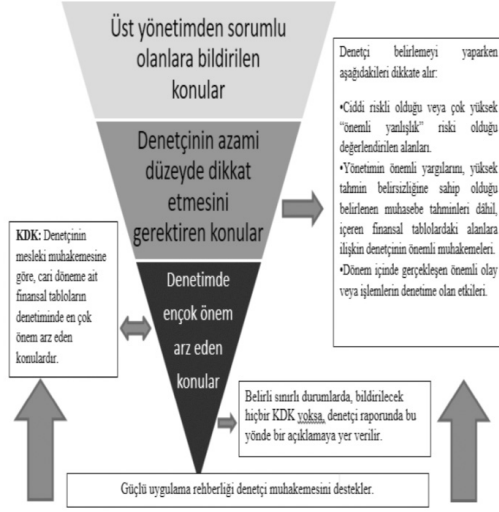 Üst yönetimden sorumlu
olanlara bildirilen
konular
Denetçinin azami
düzeyde dikkat
etmesini
gerektiren konular
Denetimde
ençok önem
arz eden
konular
Denetçi belirlemeyi yaparken
aşağıdakileri dikkate alır:
•Ciddi riskli olduğu veya çok yüksek
“önemli yanlışlık” riski olduğu
değerlendirilen alanları.
•Yönetimin önemli yargılarını, yüksek
tahmin belirsizliğine sahip olduğu
belirlenen muhasebe tahminleri dâhil,
içeren finansal tablolardaki alanlara
ilişkin denetçinin önemli muhakemeleri.
•Dönem içinde gerçekleşen önemli olay
veya işlemlerin denetime olan etkileri.
KDK: Denetçinin
mesleki muhakemesine
göre, cari döneme ait
finansal tabloların
denetiminde en çok
önem arz eden
konulardır.
Belirli sınırlı durumlarda, bildirilecek
hiçbir KDK yoksa, denetçi raporunda bu
yönde bir açıklamaya yer verilir.
Güçlü uygulama rehberliği denetçi muhakemesini destekler.